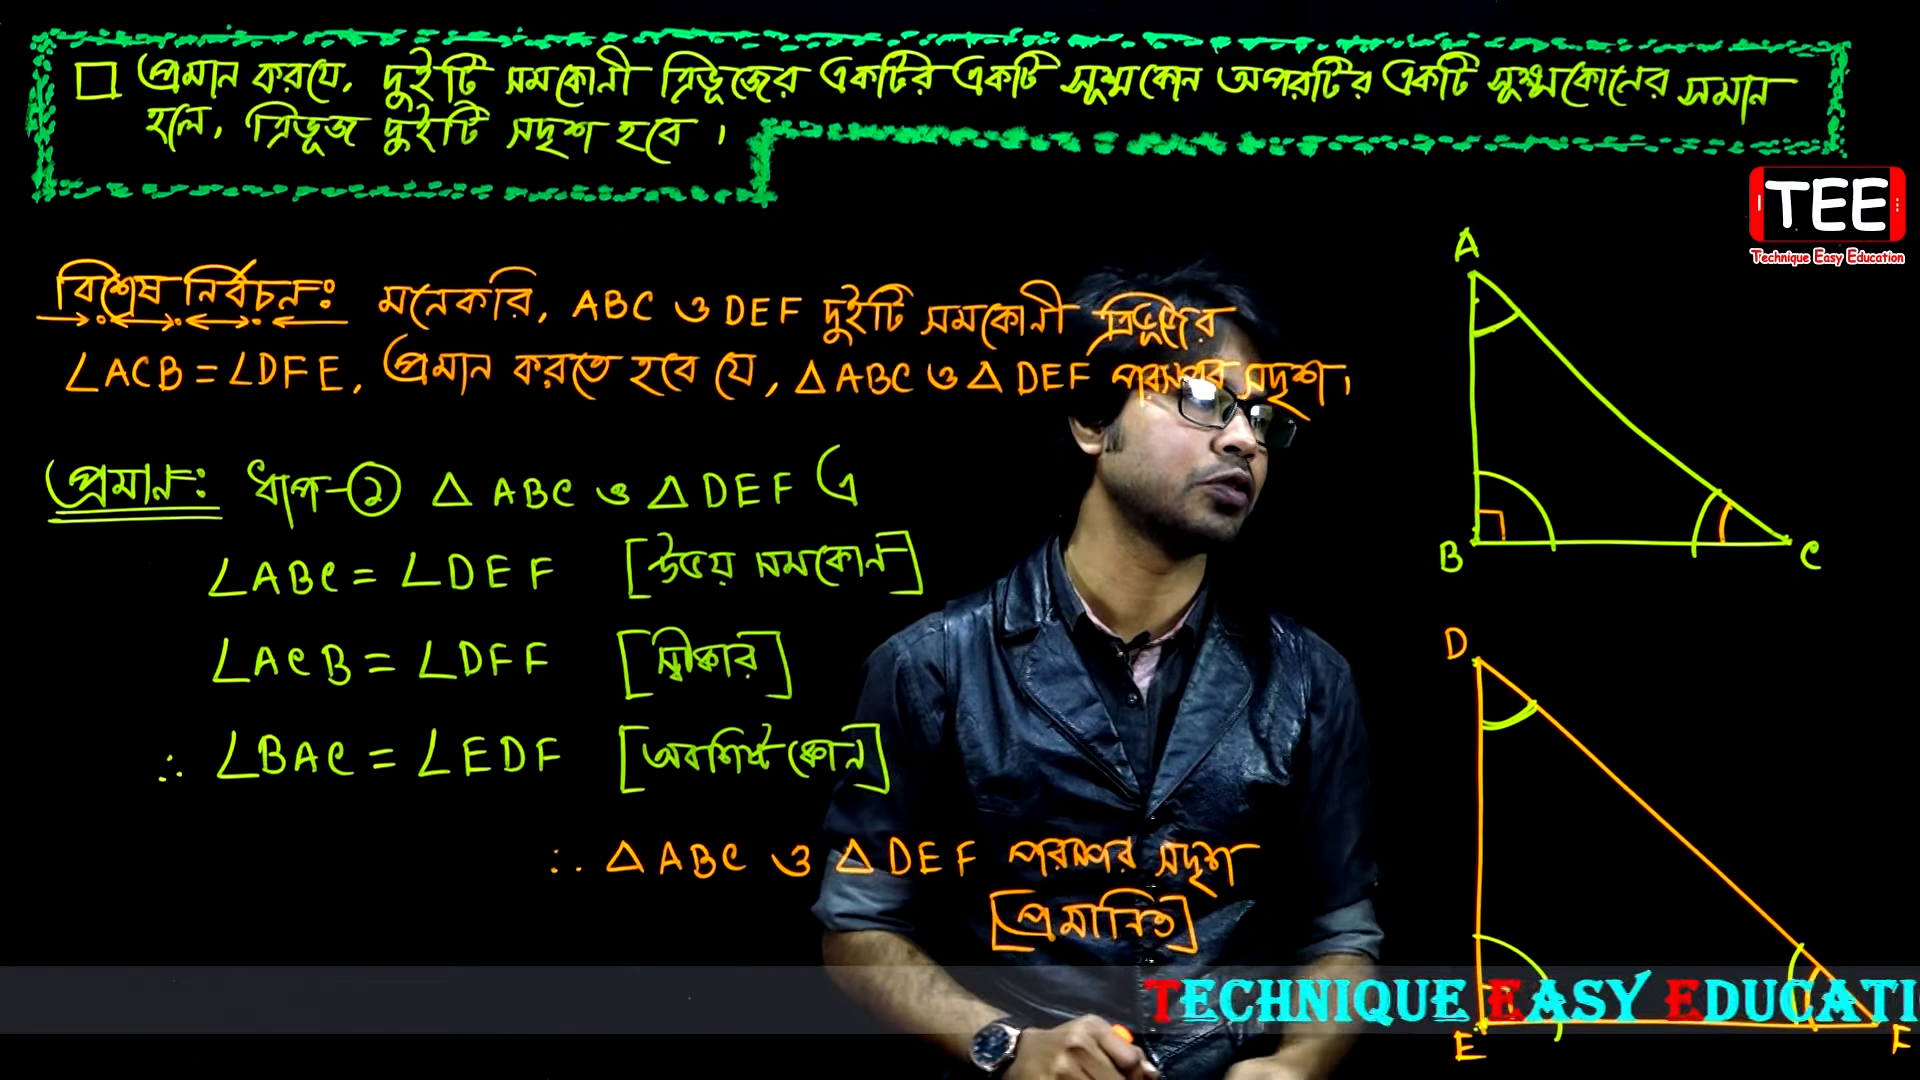 □ প্রমান করযে, দুইটি সমকোনী ত্রিভূজের একটির একটি সূক্ষ্মকোন অপরটির একটি সূক্ষ্মকোনের সমান
হলে, ত্রিভূজ দুইটি সদৃশ হবে।
TEE
Technique Easy Education
বিশেষ নির্বচন: মনেকরি, ABC ও DEF দুইটি সমকোনী ত্রিভূজের
∠ACB = ∠DFE, প্রমান করতে হবে যে, △ABC ও △DEF পরস্পর সদৃশ।
প্রমান: ধাপ-১ △ABC ও △DEF এ
∠ABC = ∠DEF [উভয় সমকোন]
∠ACB = ∠DFF [স্বীকার]
∴ ∠BAC = ∠EDF [অবশিষ্ট কোন]
∴ △ABC ও △DEF পরস্পর সদৃশ
[প্রমানিত]
A
B
C
D
E
F
TECHNIQUE EASY EDUCATI